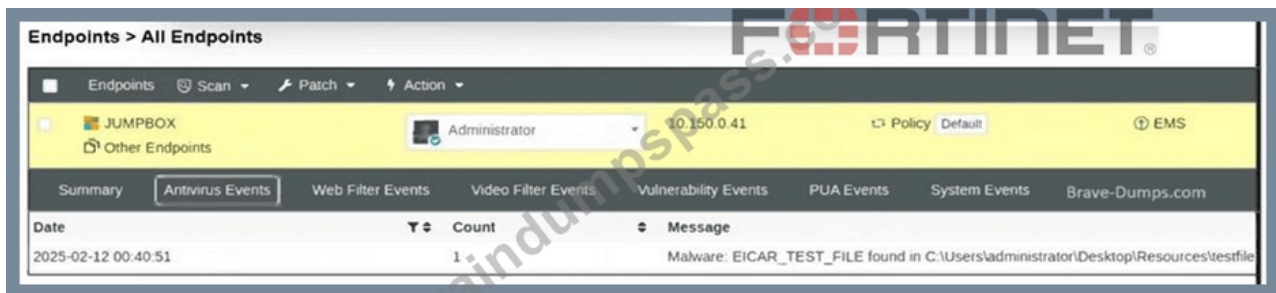 FORTINET®
Endpoints > All Endpoints
Endpoints Scan Patch Action
JUMPBOX Administrator 10.150.0.41 Policy Default EMS
Other Endpoints
Summary Antivirus Events Web Filter Events Video Filter Events Vulnerability Events PUA Events System Events Brave-Dumps.com
Date Count Message
2025-02-12 00:40:51 1 Malware: EICAR_TEST_FILE found in C:\Users\administrator\Desktop\Resources\testfile